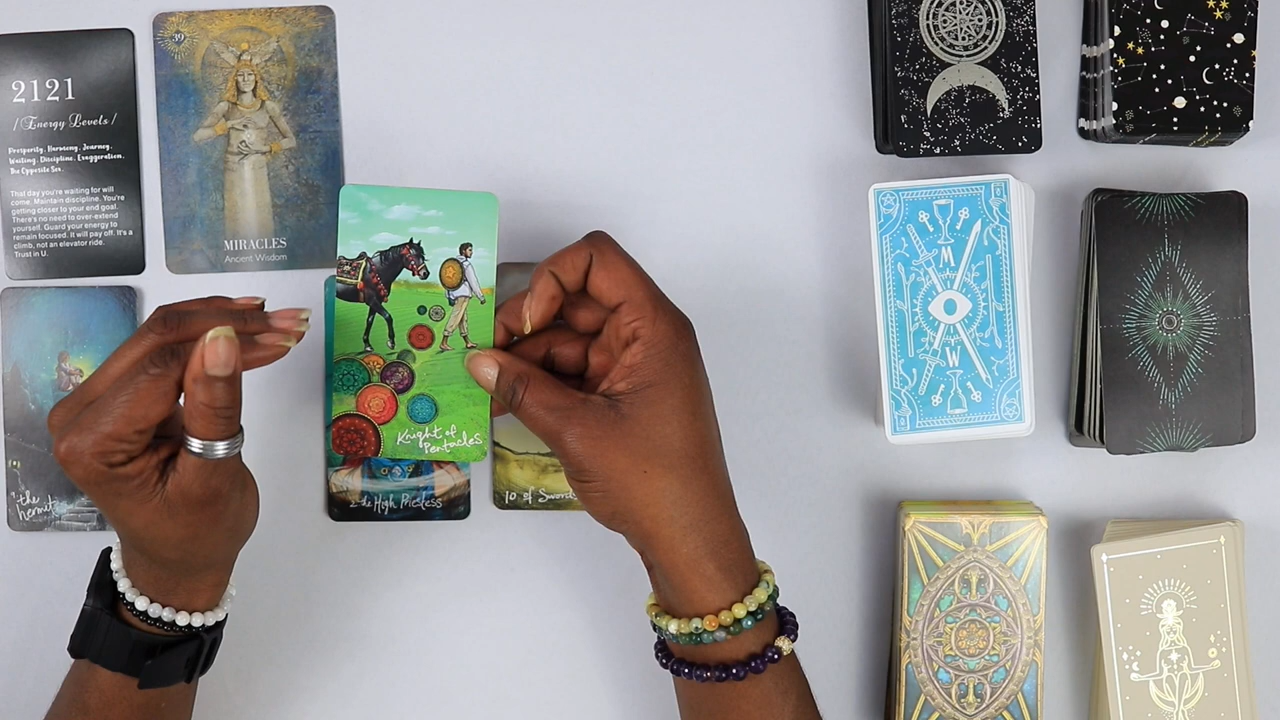 2121
/Energy Levels/
Prosperity, Harmony, Journey,
Waiting, Discipline, Exaggeration,
The Opposite Sex.
That day you're waiting for will
come. Maintain discipline. You're
getting closer to your end goal.
There's no need to over-extend
yourself. Guard your energy to
remain focused. It will pay off. It's a
climb, not an elevator ride.
Trust in U.
39
MIRACLES
Ancient Wisdom
the
hermit
Knight of
Pentacles
High Priestess
10 of Swords
M
W